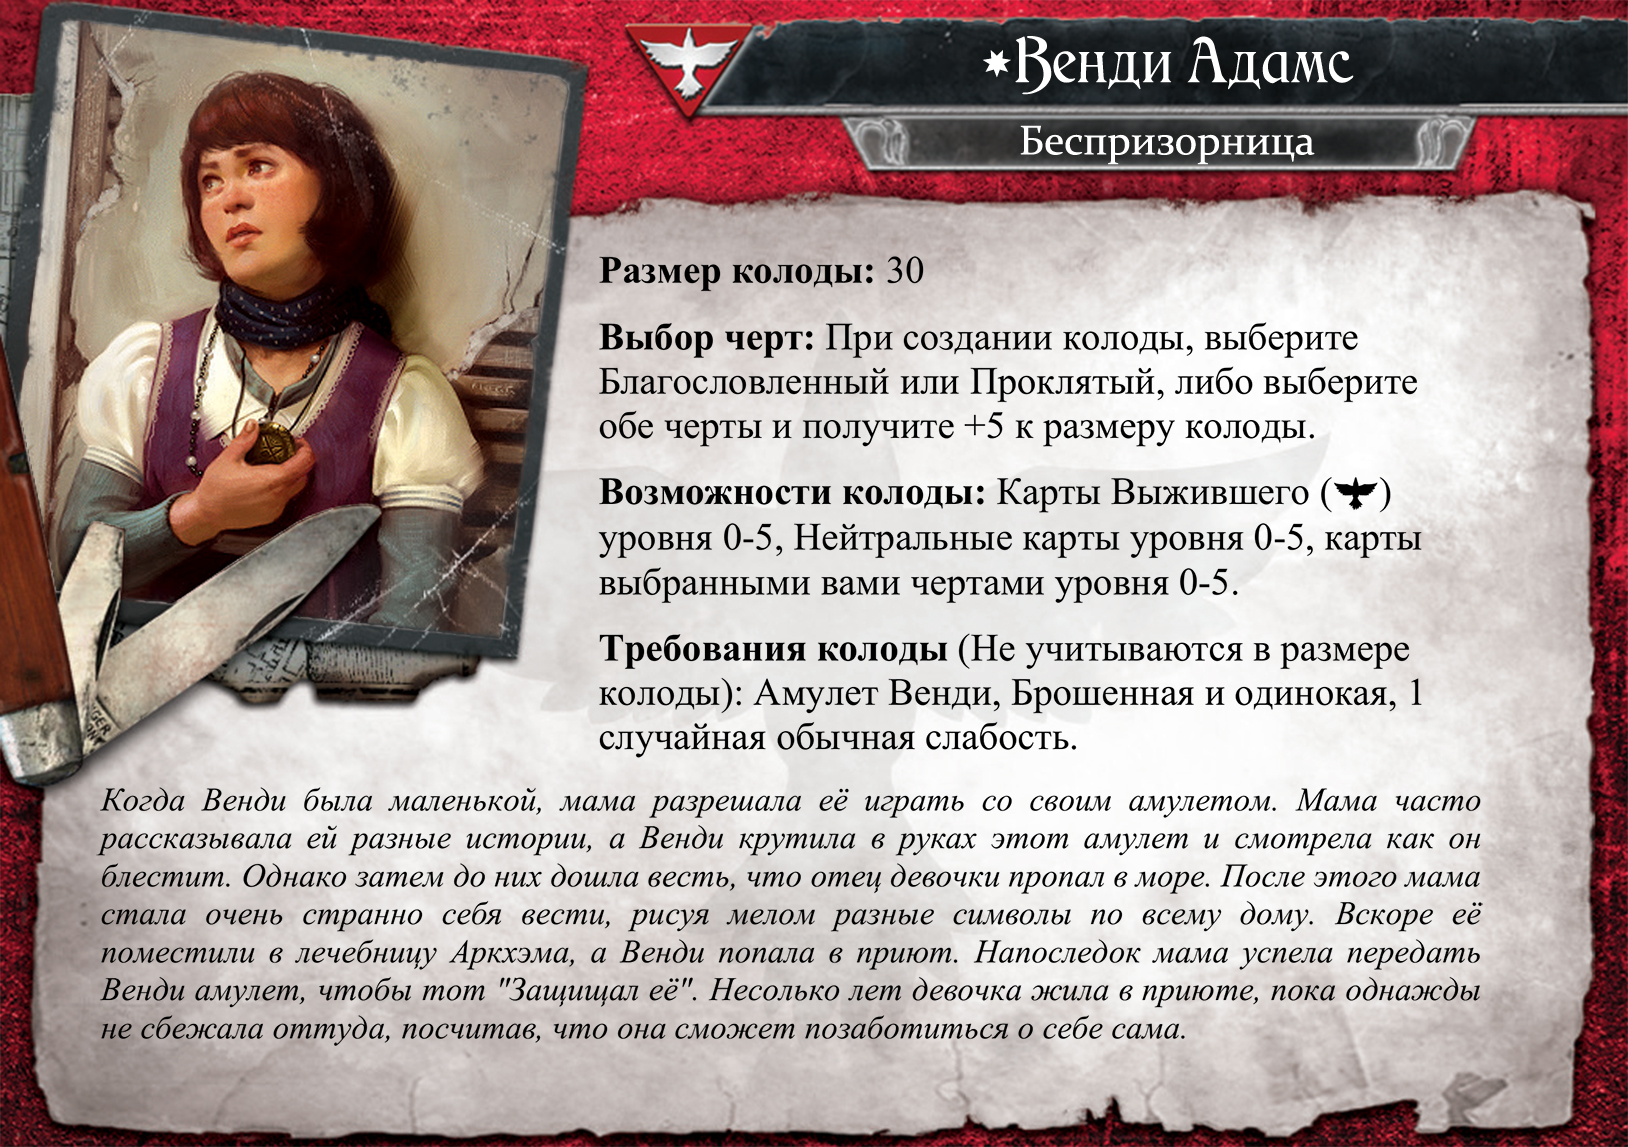 Венди Адамс
Беспризорница
Размер колоды: 30
Выбор черт: При создании колоды, выберите
Благословленный или Проклятый, либо выберите
обе черты и получите +5 к размеру колоды.
Возможности колоды: Карты Выжившего ( )
уровня 0-5, Нейтральные карты уровня 0-5, карты
выбранными вами чертами уровня 0-5.
Требования колоды (Не учитываются в размере
колоды): Амулет Венди, Брошенная и одинокая, 1
случайная обычная слабость.
Когда Венди была маленькой, мама разрешала её играть со своим амулетом. Мама часто
рассказывала ей разные истории, а Венди крутила в руках этот амулет и смотрела как он
блестит. Однако затем до них дошла весть, что отец девочки пропал в море. После этого мама
стала очень странно себя вести, рисуя мелом разные символы по всему дому. Вскоре её
поместили в лечебницу Аркхэма, а Венди попала в приют. Напоследок мама успела передать
Венди амулет, чтобы тот "Защищал её". Несолько лет девочка жила в приюте, пока однажды
не сбежала оттуда, посчитав, что она сможет позаботиться о себе сама.